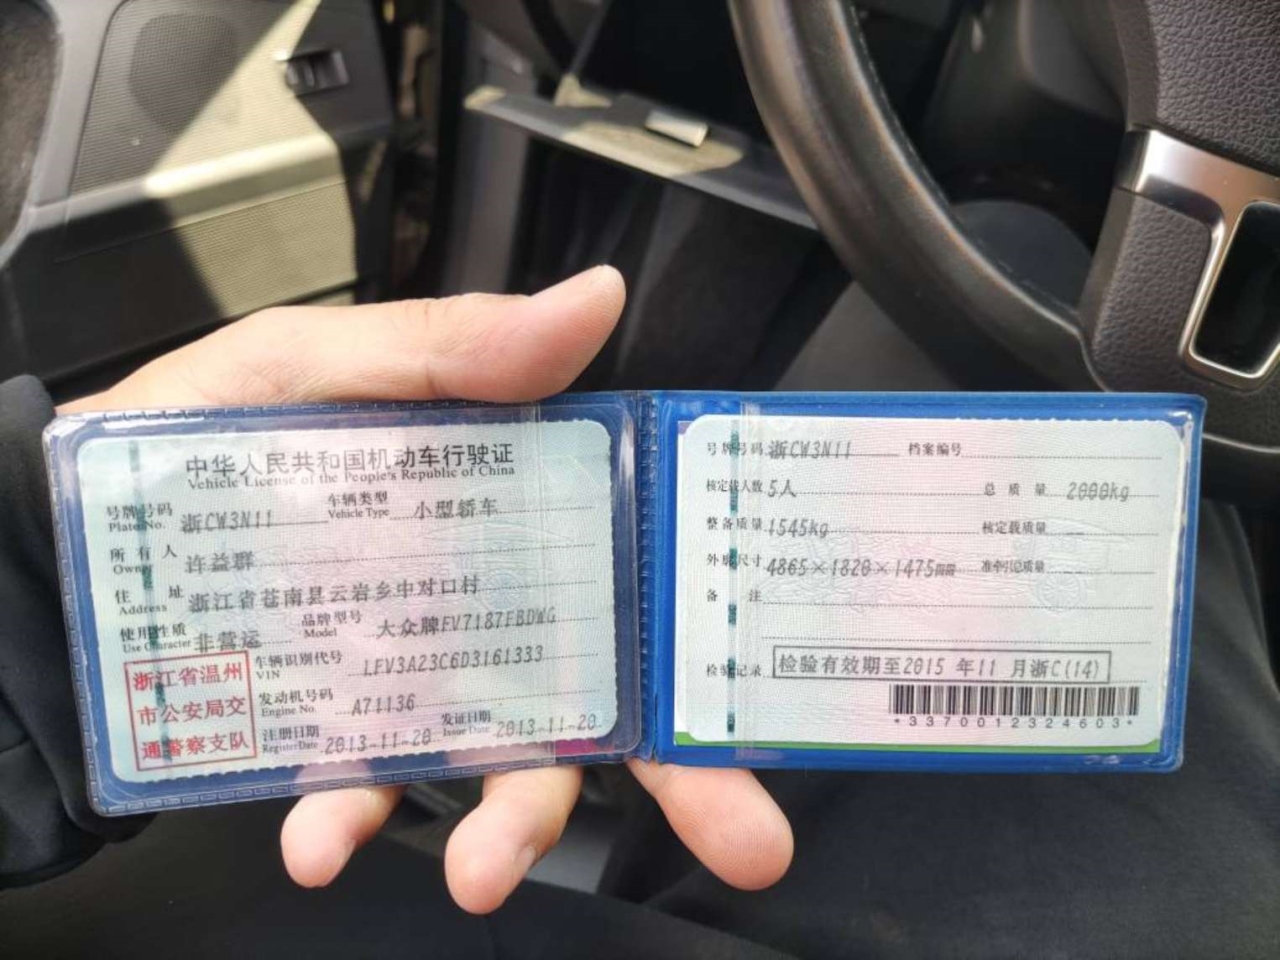 中华人民共和国机动车行驶证
Vehicle License of the People's Republic of China
号牌号码 浙CW3N11 车辆类型 小型轿车
Plate No. Vehicle Type
所有人 许益群
Owner
住址 浙江省苍南县云岩乡中对口村
Address
使用性质 非营运 品牌型号 大众牌FV7187FBDWG
Use Character Model
浙江省温州
市公安局交
通警察支队
车辆识别代号 LFV3A23C6D3161333
VIN
发动机号码 A71136
Engine No.
注册日期 2013-11-20 发证日期 2013-11-20
Register Date Issue Date
号牌号码 浙CW3N11 档案编号
核定载人数 5人 总质量 2000kg
整备质量 1545kg 核定载质量 --
外廓尺寸 4865×1820×1475mm 准牵引总质量
备注
检验记录 检验有效期至2015 年11 月浙C(14)
*3370012324603*